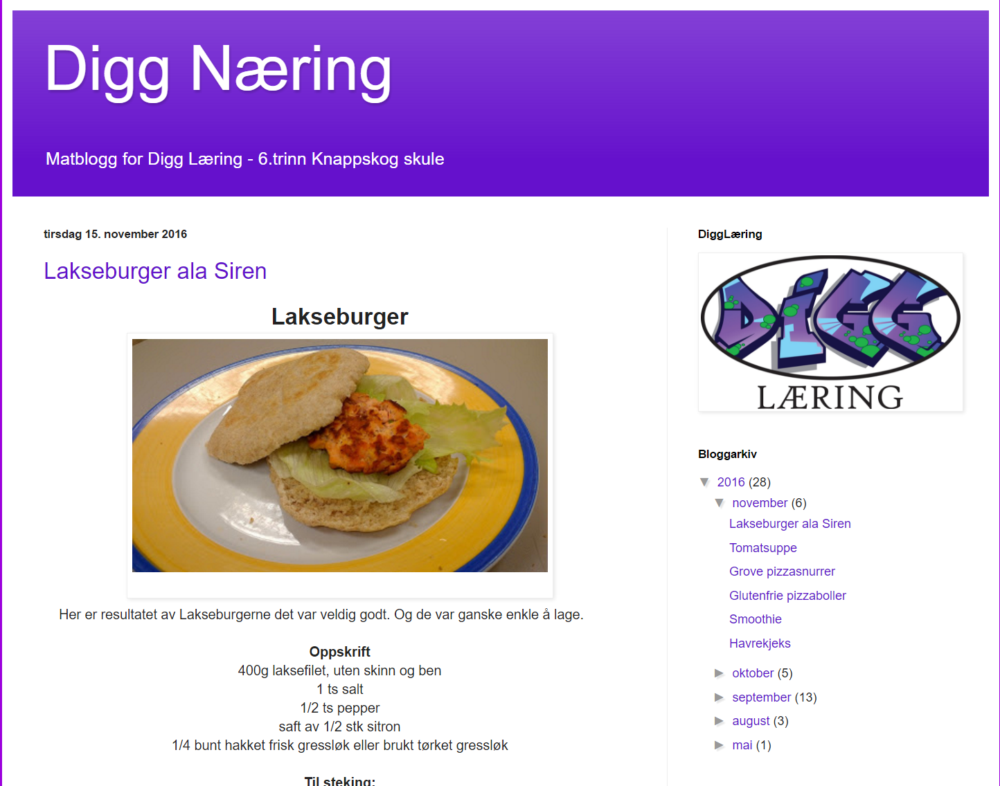 Digg Næring
Matblogg for Digg Læring - 6.trinn Knappskog skule
tirsdag 15. november 2016
Lakseburger ala Siren
Lakseburger
Her er resultatet av Lakseburgerne det var veldig godt. Og de var ganske enkle å lage.
Oppskrift
400g laksefilet, uten skinn og ben
1 ts salt
1/2 ts pepper
saft av 1/2 stk sitron
1/4 bunt hakket frisk gressløk eller brukt tørket gressløk
Til steking:
DiggLæring
DiGG
LÆRING
Bloggarkiv
▼ 2016 (28)
▼ november (6)
Lakseburger ala Siren
Tomatsuppe
Grove pizzasnurrer
Glutenfrie pizzaboller
Smoothie
Havrekjeks
► oktober (5)
► september (13)
► august (3)
► mai (1)